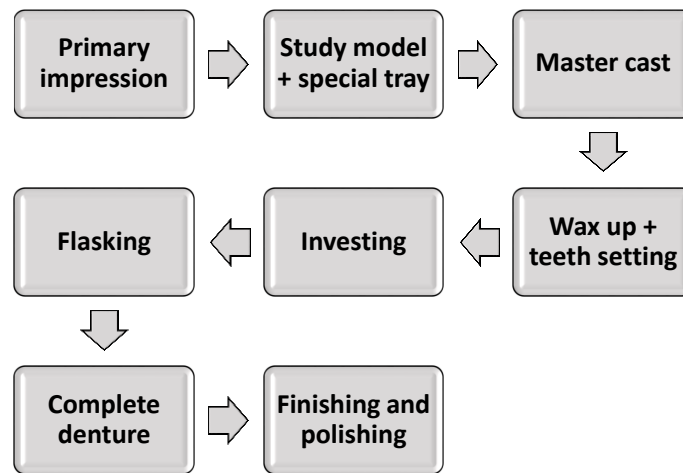 Primary
impression
Study model
+ special tray
Master cast
Wax up +
teeth setting
Investing
Flasking
Complete
denture
Finishing and
polishing